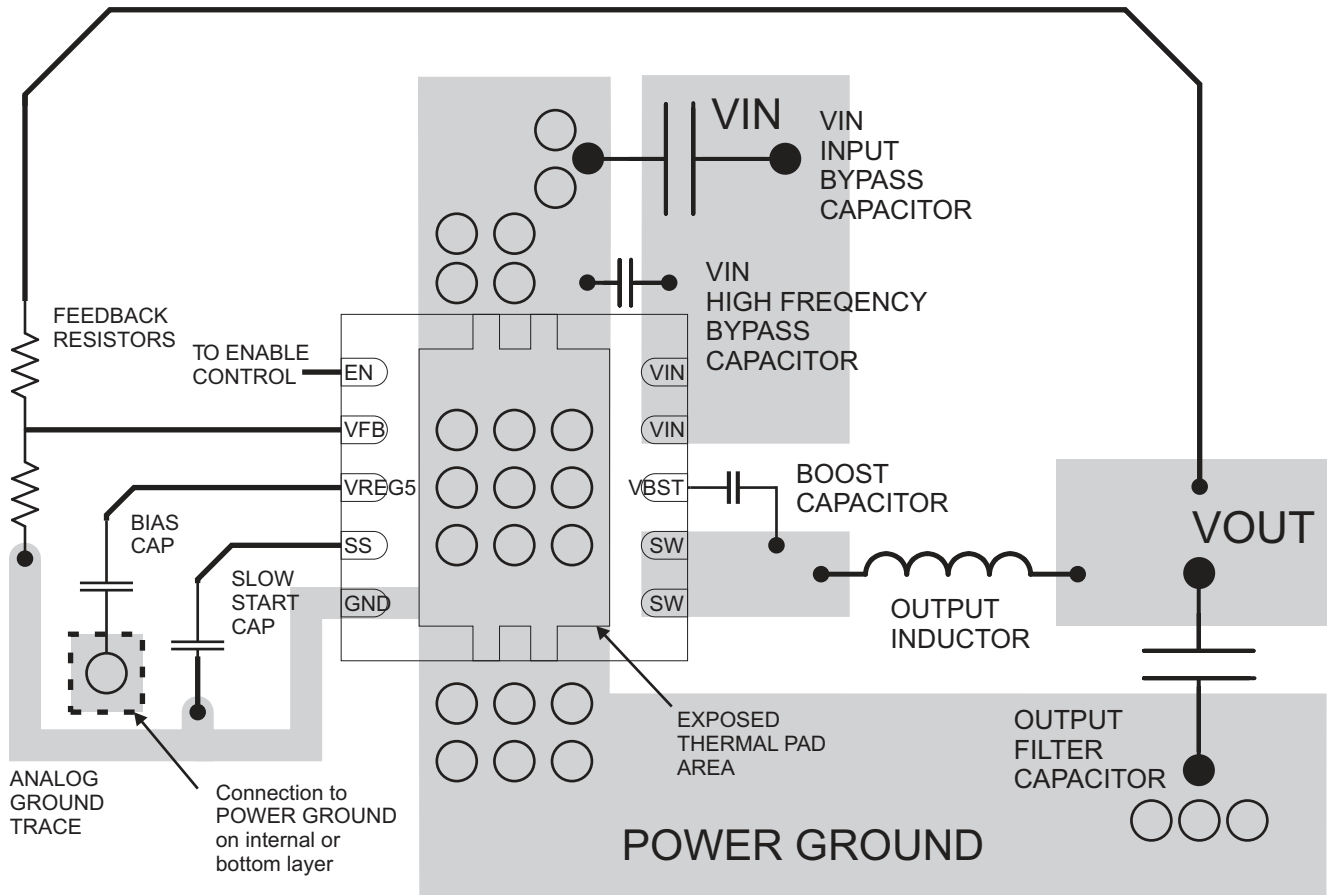 VIN
VIN
INPUT
BYPASS
CAPACITOR
VIN
HIGH FREQENCY
BYPASS
CAPACITOR
FEEDBACK
RESISTORS
TO ENABLE
CONTROL
EN
VFB
VREG5
SS
GND
VIN
VIN
VBST
SW
SW
BOOST
CAPACITOR
VOUT
BIAS
CAP
SLOW
START
CAP
OUTPUT
INDUCTOR
EXPOSED
THERMAL PAD
AREA
OUTPUT
FILTER
CAPACITOR
ANALOG
GROUND
TRACE
Connection to
POWER GROUND
on internal or
bottom layer
POWER GROUND